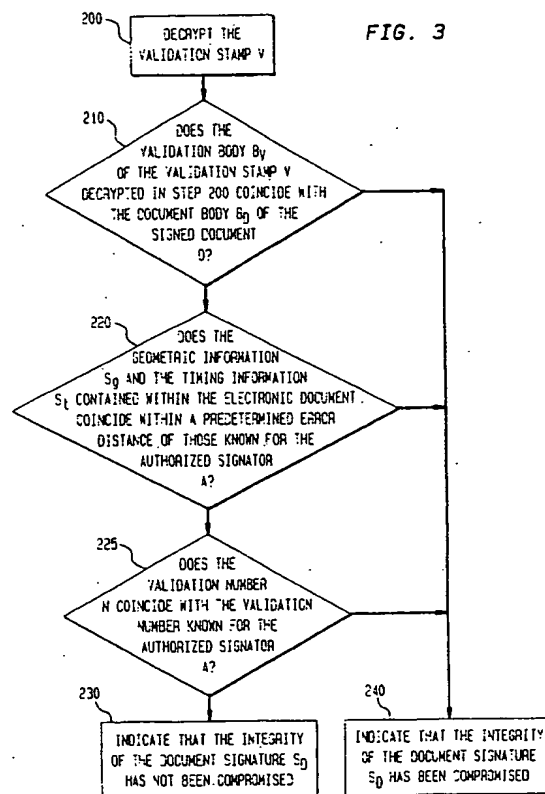 FIG. 3
200
DECRYPT THE
VALIDATION STAMP V
210
DOES THE
VALIDATION BODY Bv
OF THE VALIDATION STAMP V
DECRYPTED IN STEP 200 COINCIDE WITH
THE DOCUMENT BODY BD OF THE
SIGNED DOCUMENT
D?
220
DOES THE
GEOMETRIC INFORMATION
Sg AND THE TIMING INFORMATION
St CONTAINED WITHIN THE ELECTRONIC DOCUMENT
COINCIDE WITHIN A PREDETERMINED ERROR
DISTANCE OF THOSE KNOWN FOR THE
AUTHORIZED SIGNATOR
A?
225
DOES THE
VALIDATION NUMBER
N COINCIDE WITH THE VALIDATION
NUMBER KNOWN FOR THE
AUTHORIZED SIGNATOR
A?
230
INDICATE THAT THE INTEGRITY
OF THE DOCUMENT SIGNATURE SD
HAS NOT BEEN COMPROMISED
240
INDICATE THAT THE INTEGRITY
OF THE DOCUMENT SIGNATURE
SD HAS BEEN COMPROMISED